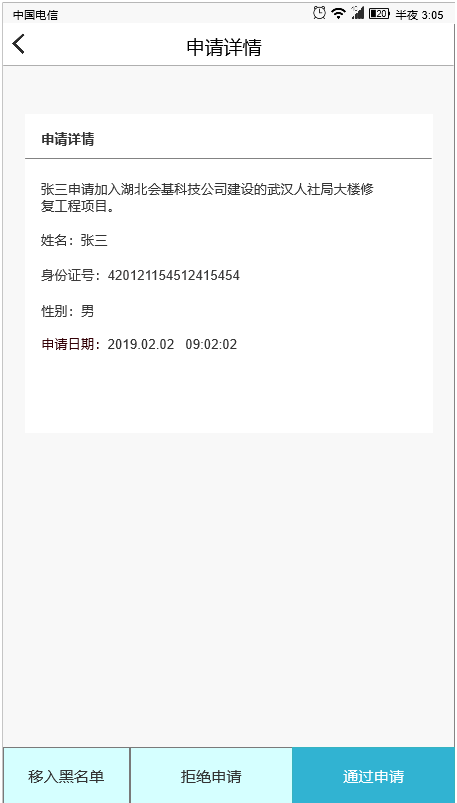 中国电信 20 半夜 3:05
申请详情
申请详情
张三申请加入湖北会基科技公司建设的武汉人社局大楼修
复工程项目。
姓名：张三
身份证号：420121154512415454
性别：男
申请日期：2019.02.02 09:02:02
移入黑名单 拒绝申请 通过申请